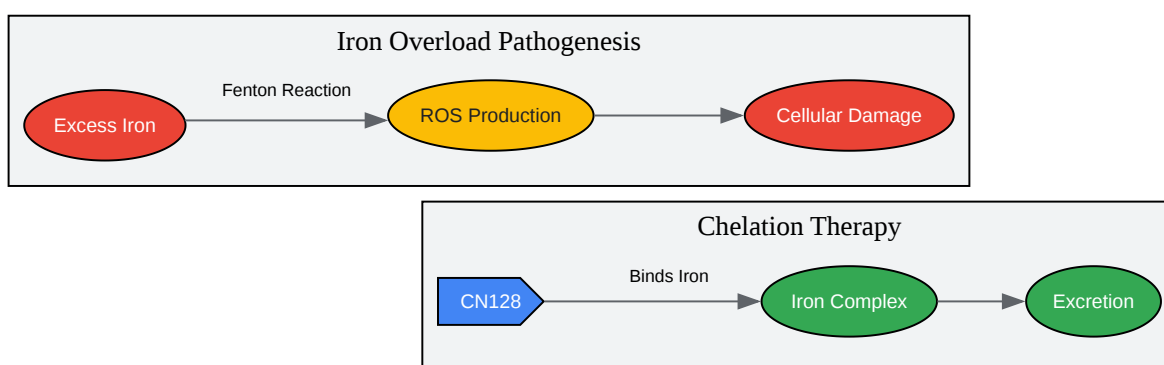 Iron Overload Pathogenesis
Fenton Reaction
Excess Iron
ROS Production
Cellular Damage
Chelation Therapy
Binds Iron
CN128
Iron Complex
Excretion